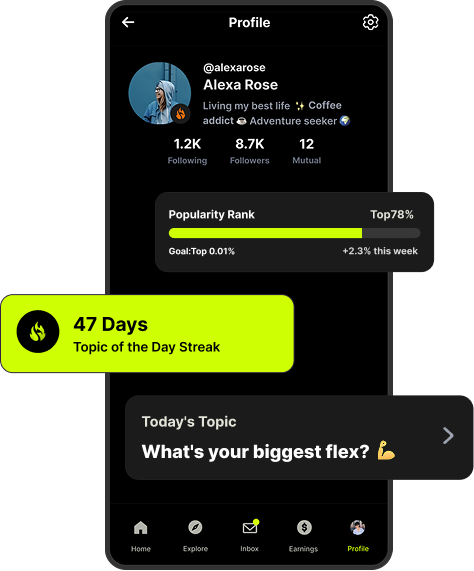 Profile
@alexarose
Alexa Rose
Living my best life ✨ Coffee
addict ☕ Adventure seeker 🌍
1.2K 8.7K 12
Following Followers Mutual
Popularity Rank Top78%
Goal:Top 0.01% +2.3% this week
47 Days
Topic of the Day Streak
Today's Topic
What's your biggest flex? 💪
Home Explore Inbox Earnings Profile